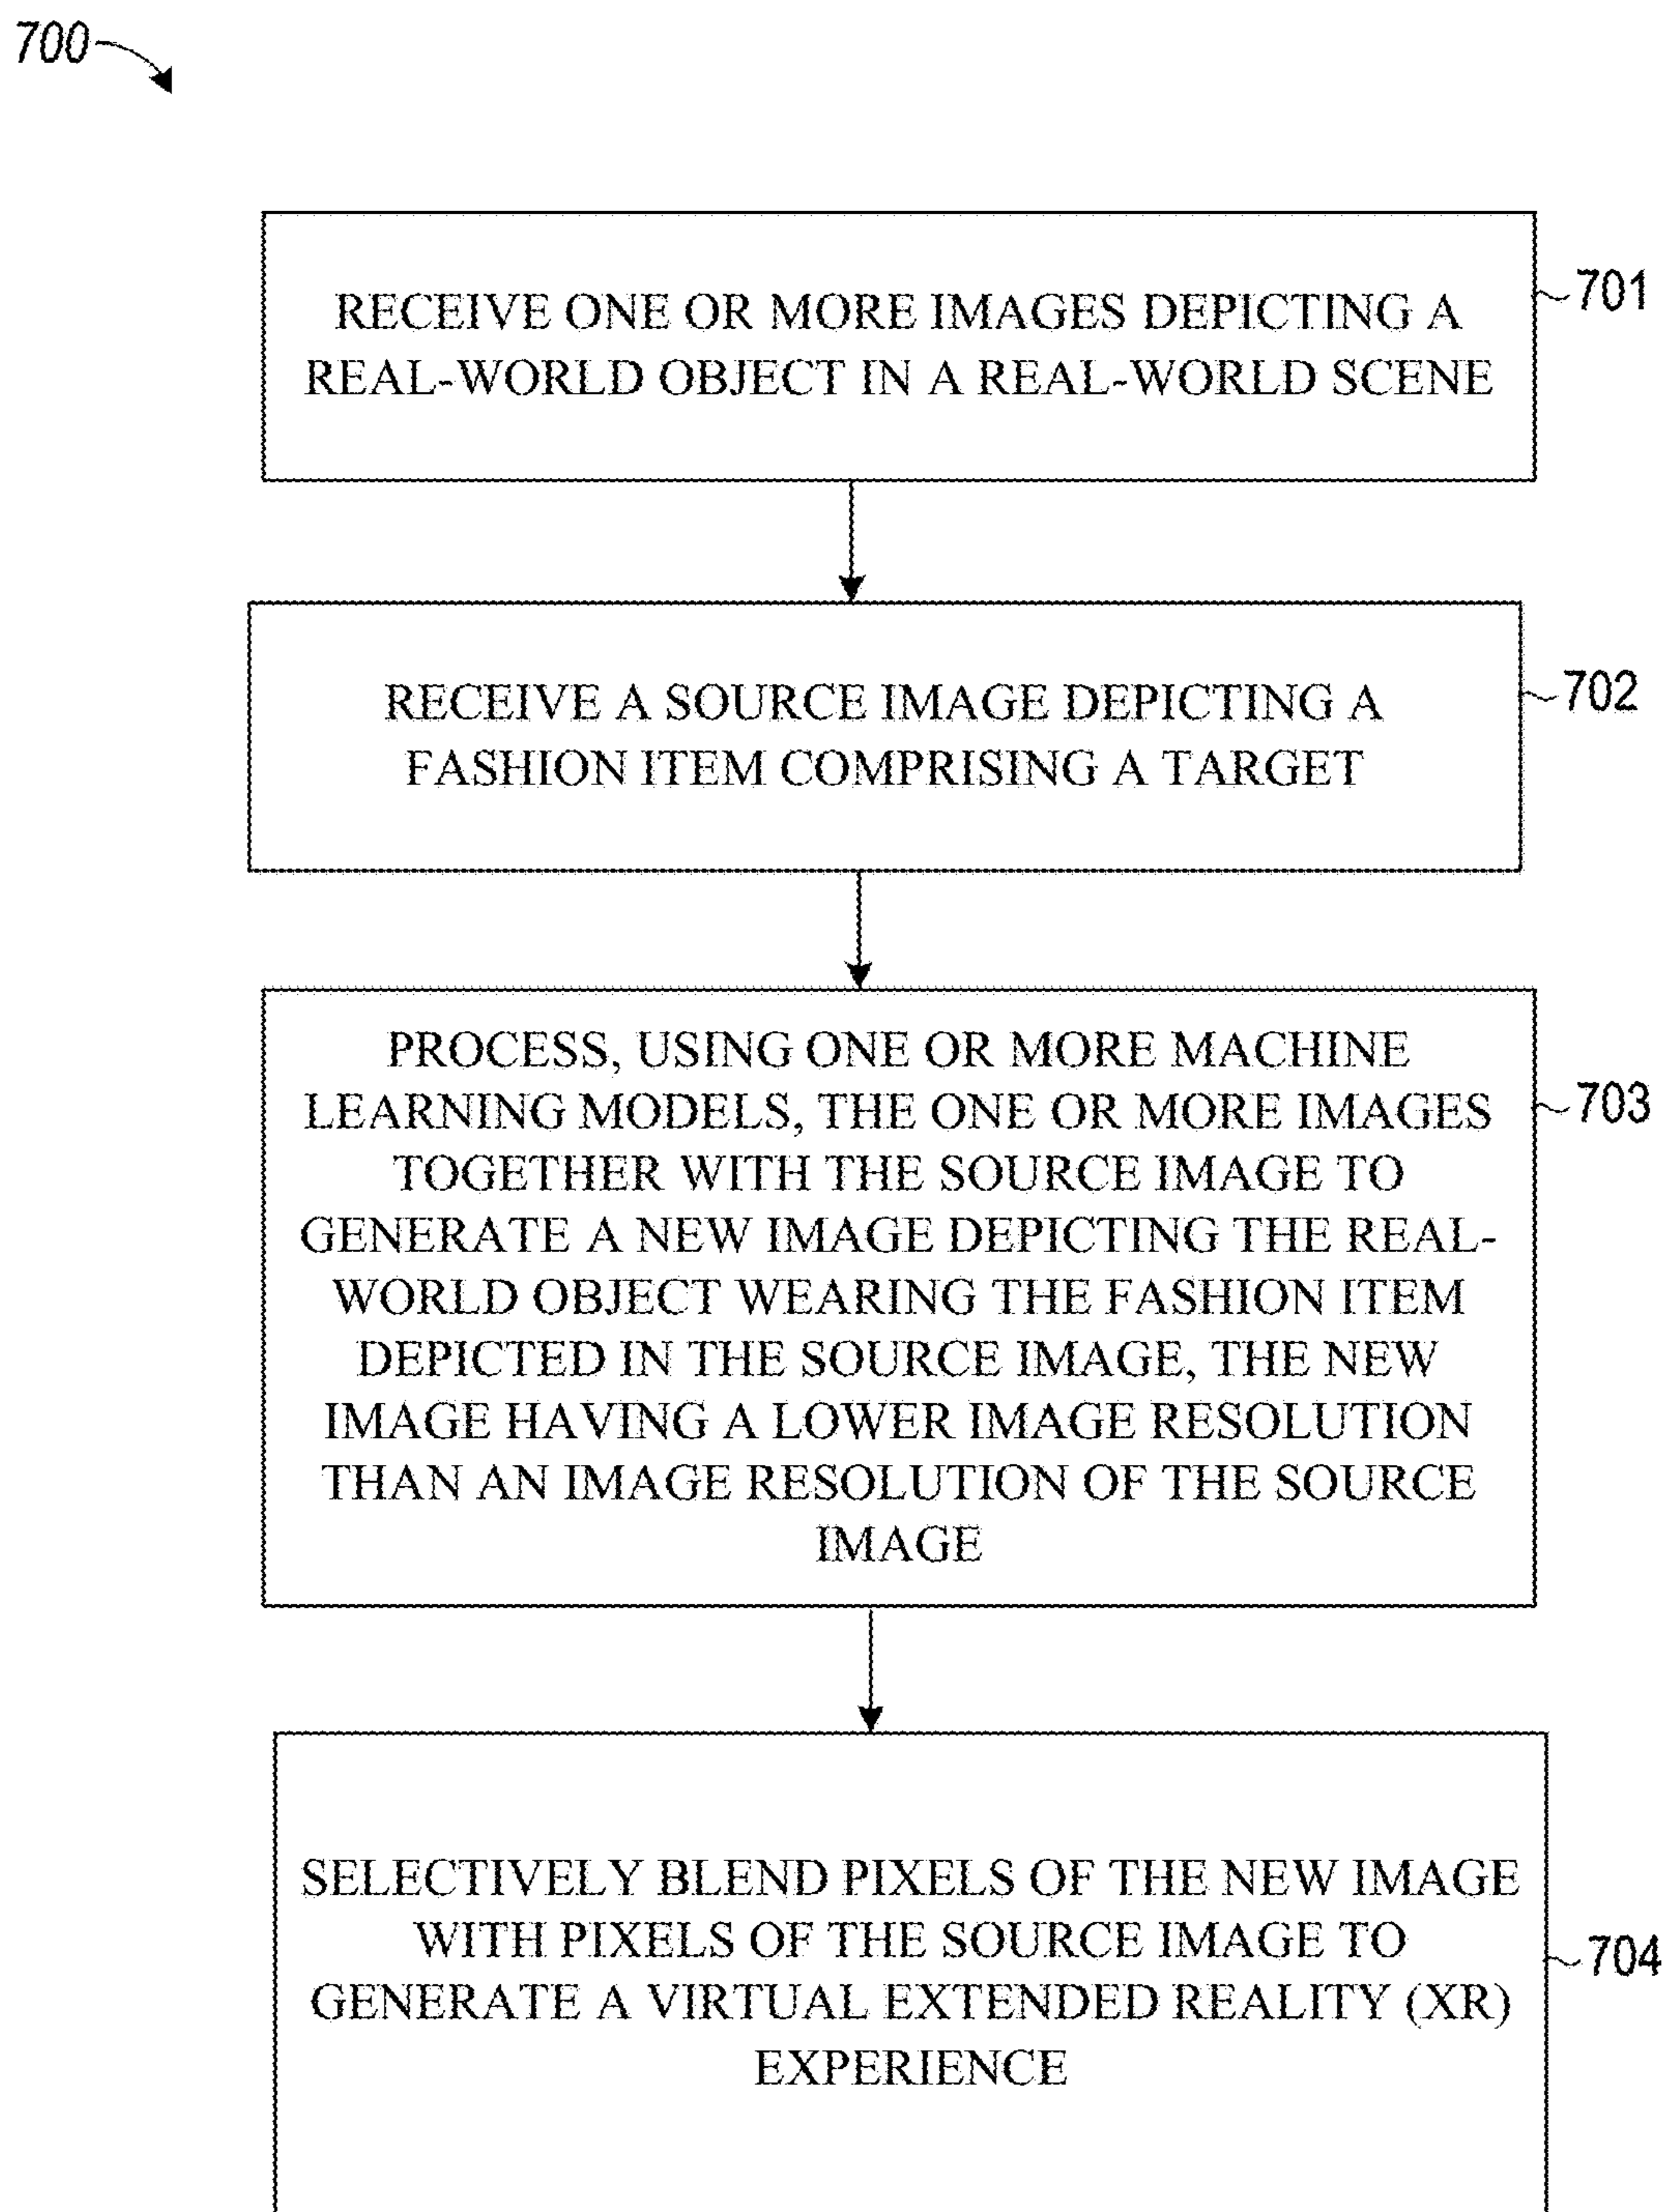 700
RECEIVE ONE OR MORE IMAGES DEPICTING A
REAL-WORLD OBJECT IN A REAL-WORLD SCENE
701
RECEIVE A SOURCE IMAGE DEPICTING A
FASHION ITEM COMPRISING A TARGET
702
PROCESS, USING ONE OR MORE MACHINE
LEARNING MODELS, THE ONE OR MORE IMAGES
TOGETHER WITH THE SOURCE IMAGE TO
GENERATE A NEW IMAGE DEPICTING THE REAL-
WORLD OBJECT WEARING THE FASHION ITEM
DEPICTED IN THE SOURCE IMAGE, THE NEW
IMAGE HAVING A LOWER IMAGE RESOLUTION
THAN AN IMAGE RESOLUTION OF THE SOURCE
IMAGE
703
SELECTIVELY BLEND PIXELS OF THE NEW IMAGE
WITH PIXELS OF THE SOURCE IMAGE TO
GENERATE A VIRTUAL EXTENDED REALITY (XR)
EXPERIENCE
704